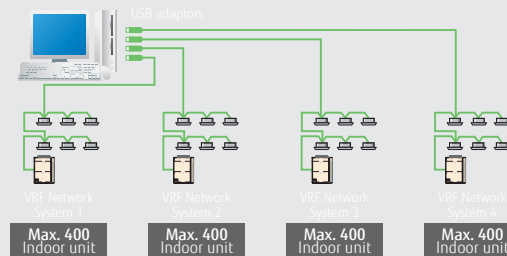 USB adaptors
VRF Network
System 1
Max. 400
Indoor unit
VRF Network
System 2
Max. 400
Indoor unit
VRF Network
System 3
Max. 400
Indoor unit
VRF Network
System 4
Max. 400
Indoor unit